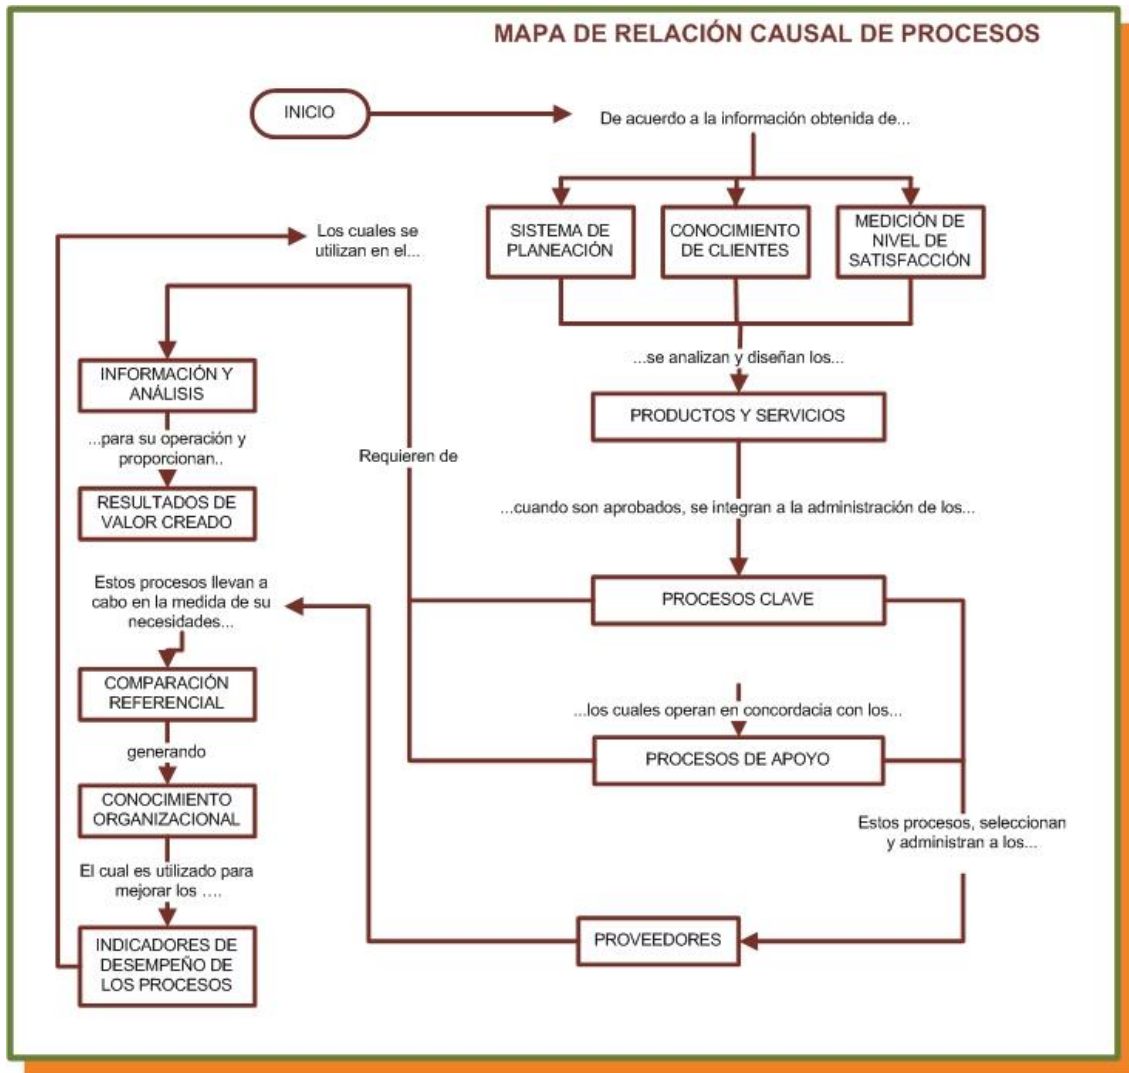 MAPA DE RELACIÓN CAUSAL DE PROCESOS
INICIO
De acuerdo a la información obtenida de...
SISTEMA DE
PLANEACIÓN
CONOCIMIENTO
DE CLIENTES
MEDICIÓN DE
NIVEL DE
SATISFACCIÓN
Los cuales se
utilizan en el...
...se analizan y diseñan los...
INFORMACIÓN Y
ANÁLISIS
PRODUCTOS Y SERVICIOS
...para su operación y
proporcionan..
Requieren de
RESULTADOS DE
VALOR CREADO
...cuando son aprobados, se integran a la administración de los...
Estos procesos llevan a
cabo en la medida de su
necesidades...
PROCESOS CLAVE
COMPARACIÓN
REFERENCIAL
...los cuales operan en concordacia con los...
generando
PROCESOS DE APOYO
CONOCIMIENTO
ORGANIZACIONAL
Estos procesos, seleccionan
y administran a los...
El cual es utilizado para
mejorar los ....
PROVEEDORES
INDICADORES DE
DESEMPEÑO DE
LOS PROCESOS